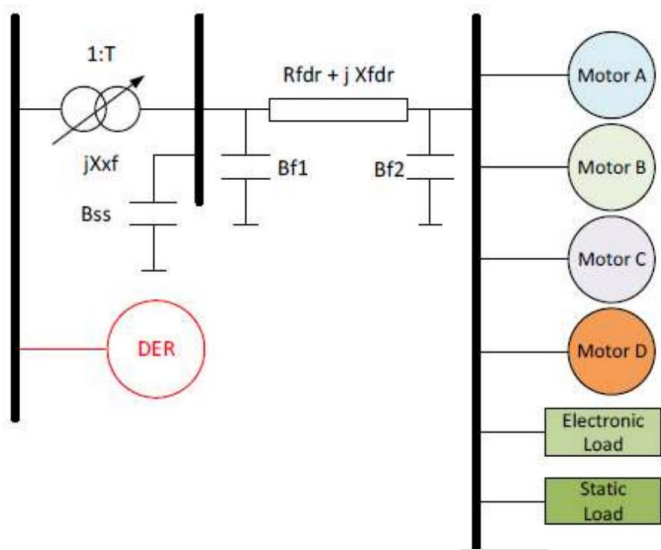 1:T
Rfdr + j Xfdr
Motor A
jXxf
Bf1
Bf2
Motor B
Bss
Motor C
DER
Motor D
Electronic
Load
Static
Load